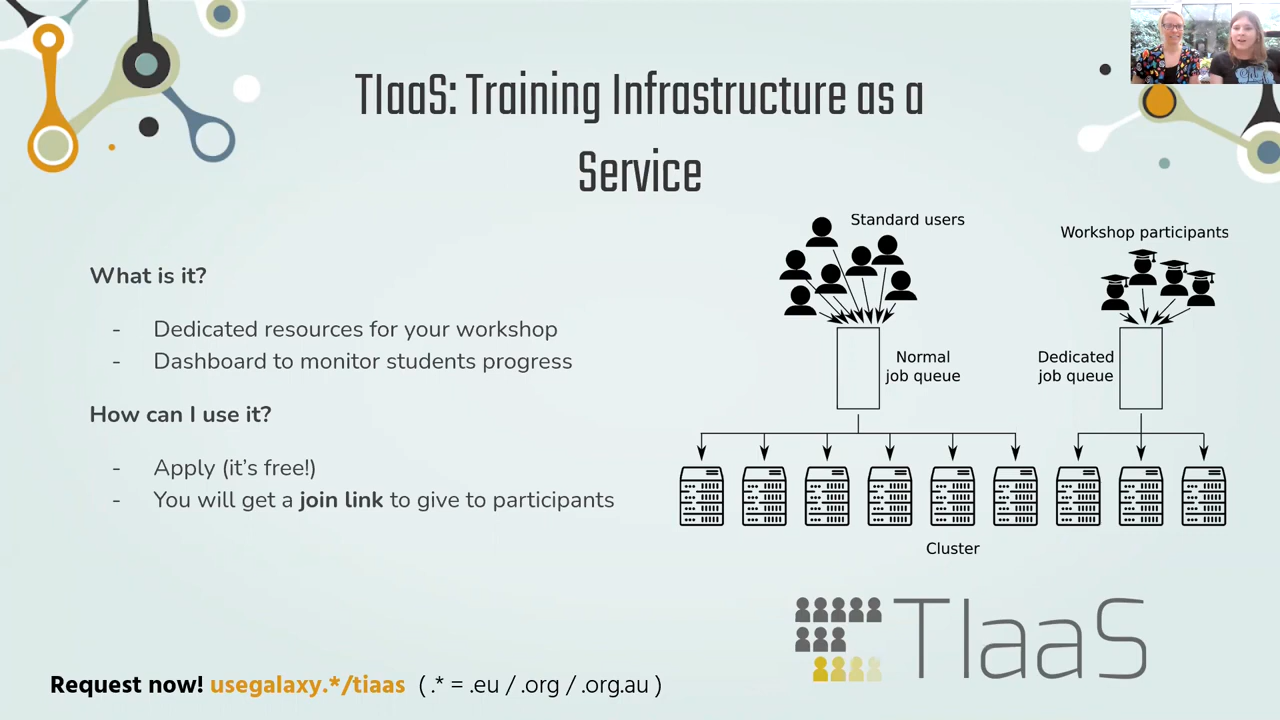 TIaaS: Training Infrastructure as a
Service
What is it?
- Dedicated resources for your workshop
- Dashboard to monitor students progress
How can I use it?
- Apply (it’s free!)
- You will get a join link to give to participants
Standard users
Workshop participants
Normal
job queue
Dedicated
job queue
Cluster
TIaaS
Request now! usegalaxy.*/tiaas ( .* = .eu / .org / .org.au )